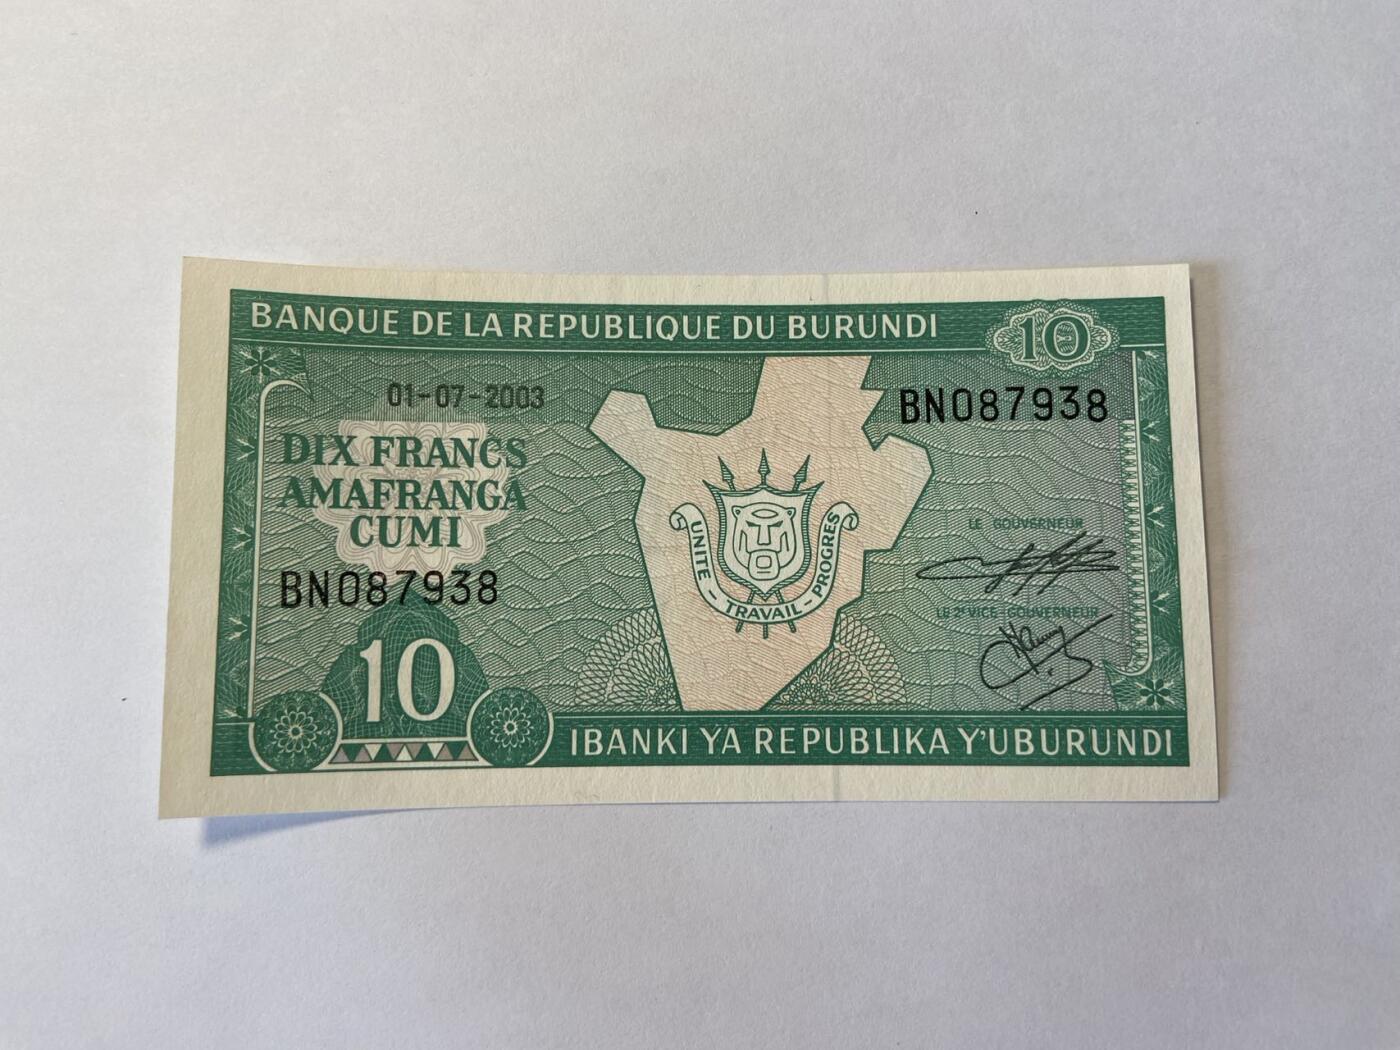 BANQUE DE LA REPUBLIQUE DU BURUNDI
10
01-07-2003
BN087938
DIX FRANCS
AMAFRANGA
CUMI
BN087938
UNITE - TRAVAIL - PROGRES
LE GOUVERNEUR
LE 2e VICE-GOUVERNEUR
10
IBANKI YA REPUBLIKA Y'UBURUNDI